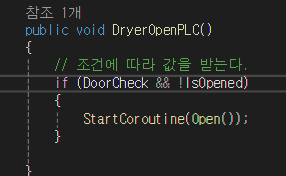 참조 1개
public void DryerOpenPLC()
{
// 조건에 따라 값을 받는다.
if (DoorCheck && !IsOpened)
{
StartCoroutine(Open());
}
}